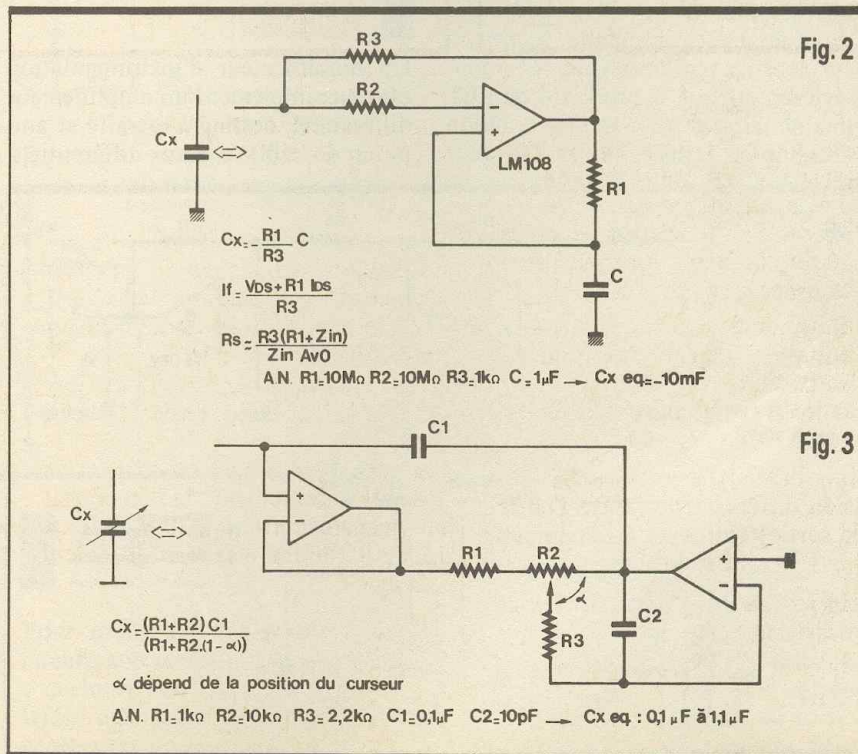 Fig. 2
R3
R2
-
+
LM108
Cx
⇔
R1
C
Cx=-R1/R3 C
If=VDS+R1 IDS/R3
Rs≃R3(R1+Zin)/Zin Av0
A.N. R1=10MΩ R2=10MΩ R3=1kΩ C=1µF → Cx eq.=-10mF
Fig. 3
C1
+
-
Cx
⇔
R1
R2
α
+
-
R3
C2
Cx=(R1+R2) C1/(R1+R2.(1-α))
α dépend de la position du curseur
A.N. R1=1kΩ R2=10kΩ R3=2,2kΩ C1=0,1µF C2=10pF → Cx eq : 0,1 µF ă 1,1 µF